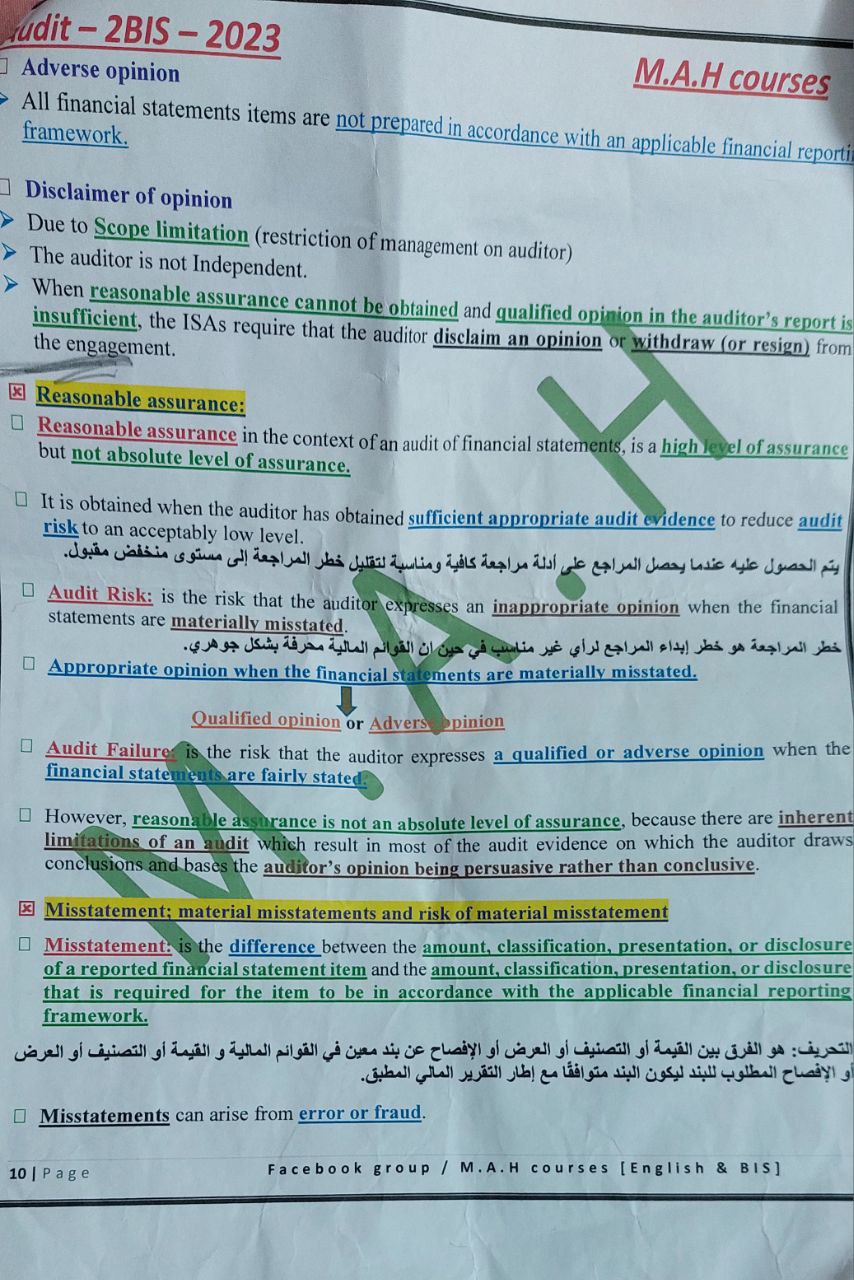 Audit – 2BIS – 2023
M.A.H courses
Adverse opinion
All financial statements items are not prepared in accordance with an applicable financial reporti
framework.
Disclaimer of opinion
Due to Scope limitation (restriction of management on auditor)
The auditor is not Independent.
When reasonable assurance cannot be obtained and qualified opinion in the auditor's report is
insufficient, the ISAs require that the auditor disclaim an opinion or withdraw (or resign) from
the engagement.
Reasonable assurance:
Reasonable assurance in the context of an audit of financial statements, is a high level of assurance
but not absolute level of assurance.
It is obtained when the auditor has obtained sufficient appropriate audit evidence to reduce audit
risk to an acceptably low level.
يتم الحصول عليه عندما يحصل المراجع على أدلة مراجعة كافية ومناسبة لتقليل خطر المراجعة إلى مستوى منخفض مقبول.
Audit Risk: is the risk that the auditor expresses an inappropriate opinion when the financial
statements are materially misstated.
خطر المراجعة هو خطر إبداء المراجع لرأي غير مناسب في حين ان القوائم المالية محرفة بشكل جوهري.
Appropriate opinion when the financial statements are materially misstated.
Qualified opinion or Adverse opinion
Audit Failure: is the risk that the auditor expresses a qualified or adverse opinion when the
financial statements are fairly stated.
However, reasonable assurance is not an absolute level of assurance, because there are inherent
limitations of an audit which result in most of the audit evidence on which the auditor draws
conclusions and bases the auditor's opinion being persuasive rather than conclusive.
Misstatement; material misstatements and risk of material misstatement
Misstatement: is the difference between the amount, classification, presentation, or disclosure
of a reported financial statement item and the amount, classification, presentation, or disclosure
that is required for the item to be in accordance with the applicable financial reporting
framework.
التحريف: هو الفرق بين القيمة أو التصنيف أو العرض أو الإفصاح عن بند معين في القوائم المالية و القيمة أو التصنيف أو العرض
أو الإفصاح المطلوب للبند ليكون البند متوافقًا مع إطار التقرير المالي المطبق.
Misstatements can arise from error or fraud.
10 | Page
Facebook group / M.A.H courses [English & BIS]
M.A.H